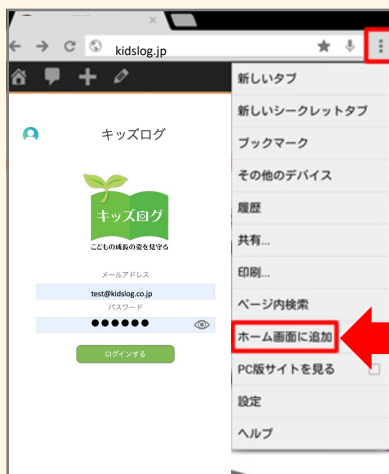 kidslog.jp
新しいタブ
新しいシークレットタブ
ブックマーク
その他のデバイス
履歴
共有...
印刷...
ページ内検索
ホーム画面に追加
PC版サイトを見る
設定
ヘルプ
キッズログ
キッズログ
こどもの成長の姿を見守る
メールアドレス
test@kidslog.co.jp
パスワード
●●●●●●
ログインする